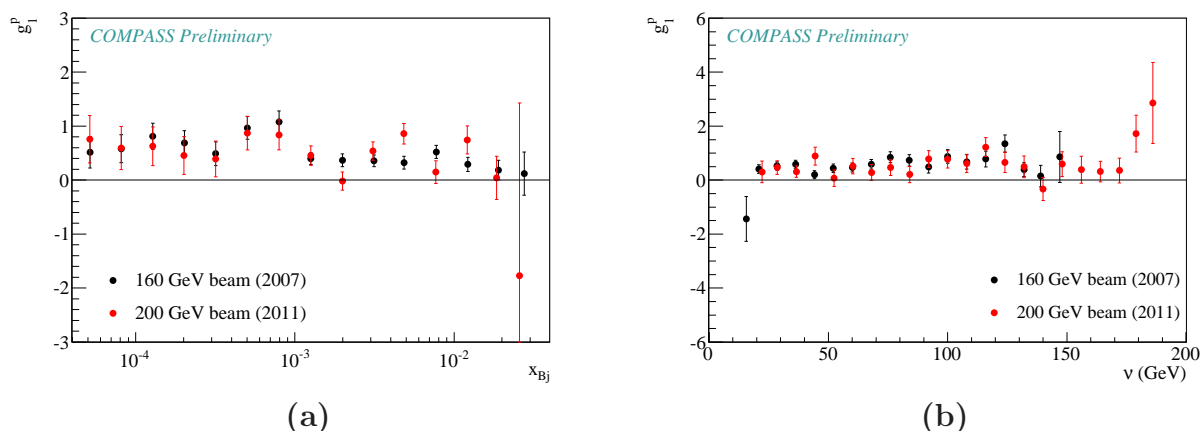 g₁ᵖ
COMPASS Preliminary
3
2
1
0
-1
-2
-3
160 GeV beam (2007)
200 GeV beam (2011)
10⁻⁴
10⁻³
10⁻²
x_Bj
(a)
g₁ᵖ
COMPASS Preliminary
6
4
2
0
-2
-4
-6
160 GeV beam (2007)
200 GeV beam (2011)
0
50
100
150
200
ν (GeV)
(b)